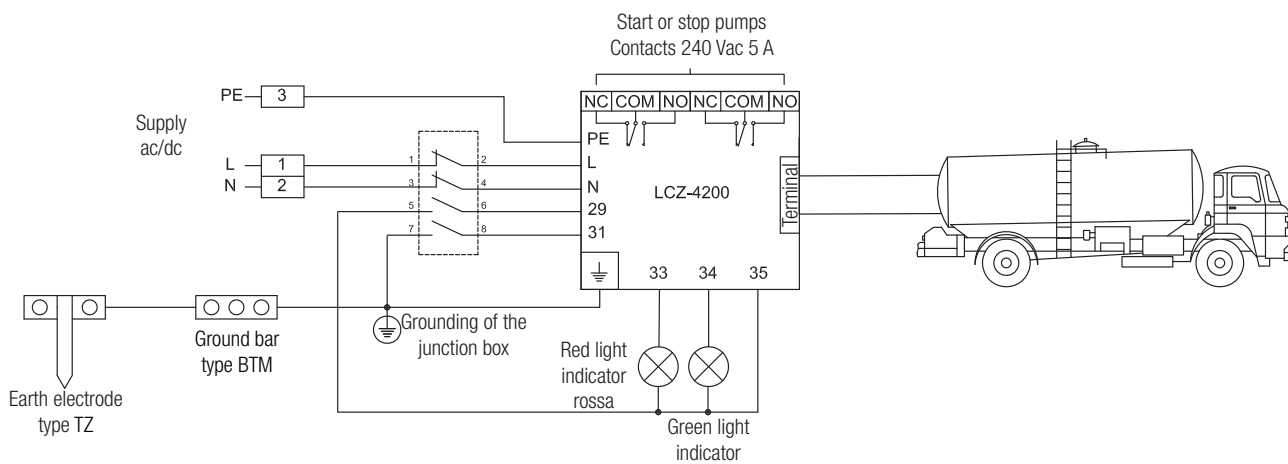 Start or stop pumps
Contacts 240 Vac 5 A
NC COM NO NC COM NO
PE 3
Supply
ac/dc
L 1
N 2
1 2
3 4
5 6
7 8
PE
L
N
29
31
LCZ-4200
Terminal
33 34 35
Ground bar
type BTM
Grounding of the
junction box
Earth electrode
type TZ
Red light
indicator
rossa
Green light
indicator